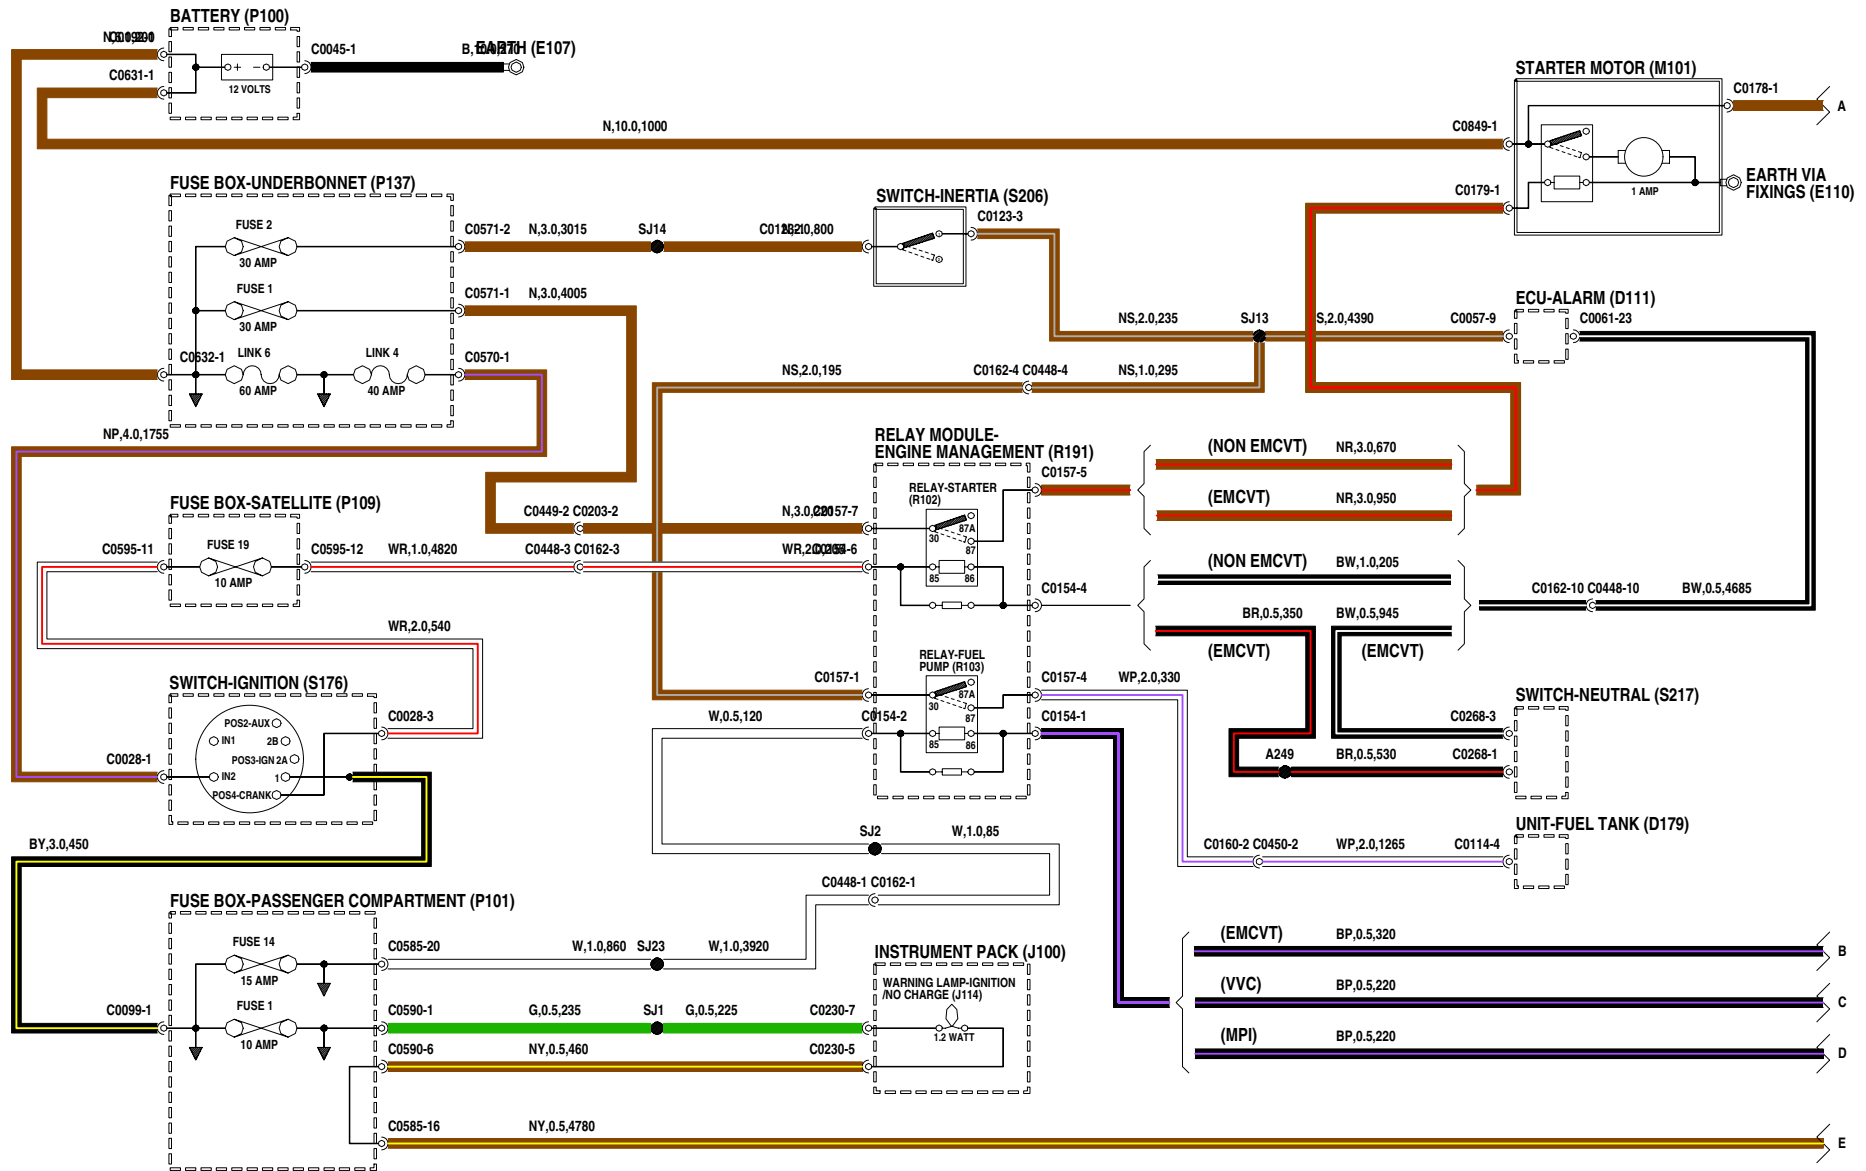 BATTERY (P100)
C0192-1
C0631-1
12 VOLTS
C0045-1
EARTH (E107)
STARTER MOTOR (M101)
C0178-1
A
N,10.0,1000
C0849-1
C0179-1
1 AMP
EARTH VIA
FIXINGS (E110)
FUSE BOX-UNDERBONNET (P137)
FUSE 2
30 AMP
C0571-2
N,3.0,3015
SJ14
SWITCH-INERTIA (S206)
C0123-3
FUSE 1
30 AMP
C0571-1
N,3.0,4005
C0632-1
LINK 6
60 AMP
LINK 4
40 AMP
C0570-1
NS,2.0,235
SJ13
S,2.0,4390
C0057-9
ECU-ALARM (D111)
C0061-23
NS,2.0,195
C0162-4 C0448-4
NS,1.0,295
NP,4.0,1755
RELAY MODULE-
ENGINE MANAGEMENT (R191)
C0157-5
(NON EMCVT)
NR,3.0,670
(EMCVT)
NR,3.0,950
RELAY-STARTER
(R102)
87A
30
87
85
86
C0449-2 C0203-2
C0157-7
FUSE BOX-SATELLITE (P109)
C0595-11
FUSE 19
10 AMP
C0595-12
WR,1.0,4820
C0448-3 C0162-3
C0154-4
(NON EMCVT)
BW,1.0,205
BR,0.5,350
BW,0.5,945
(EMCVT)
(EMCVT)
C0162-10 C0448-10
BW,0.5,4685
WR,2.0,540
SWITCH-IGNITION (S176)
C0028-3
POS2-AUX
IN1
2B
POS3-IGN 2A
IN2
1
POS4-CRANK
C0028-1
RELAY-FUEL
PUMP (R103)
87A
30
87
85
86
C0157-1
C0157-4
WP,2.0,330
W,0.5,120
C0154-2
C0154-1
SWITCH-NEUTRAL (S217)
C0268-3
A249
BR,0.5,530
C0268-1
UNIT-FUEL TANK (D179)
C0160-2 C0450-2
WP,2.0,1265
C0114-4
BY,3.0,450
SJ2
W,1.0,85
C0448-1 C0162-1
FUSE BOX-PASSENGER COMPARTMENT (P101)
FUSE 14
15 AMP
C0585-20
W,1.0,860
SJ23
W,1.0,3920
C0099-1
FUSE 1
10 AMP
C0590-1
G,0.5,235
SJ1
G,0.5,225
C0230-7
C0590-6
NY,0.5,460
C0230-5
INSTRUMENT PACK (J100)
WARNING LAMP-IGNITION
/NO CHARGE (J114)
1.2 WATT
(EMCVT)
BP,0.5,320
B
(VVC)
BP,0.5,220
C
(MPI)
BP,0.5,220
D
C0585-16
NY,0.5,4780
E